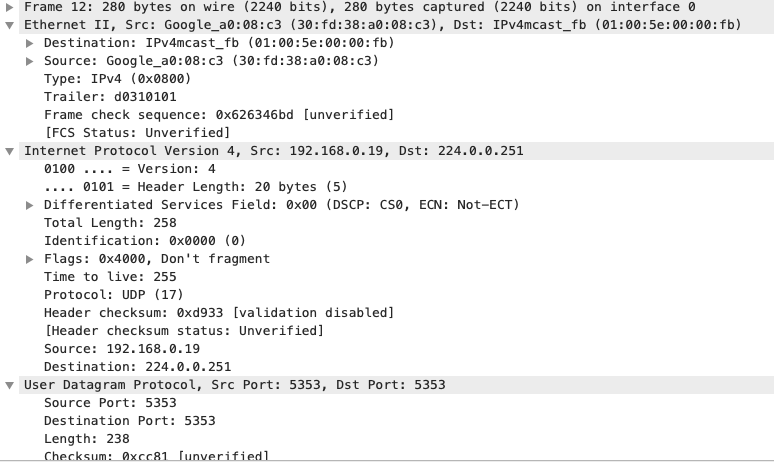 Frame 12: 280 bytes on wire (2240 bits), 280 bytes captured (2240 bits) on interface 0
Ethernet II, Src: Google_a0:08:c3 (30:fd:38:a0:08:c3), Dst: IPv4mcast_fb (01:00:5e:00:00:fb)
Destination: IPv4mcast_fb (01:00:5e:00:00:fb)
Source: Google_a0:08:c3 (30:fd:38:a0:08:c3)
Type: IPv4 (0x0800)
Trailer: d0310101
Frame check sequence: 0x626346bd [unverified]
[FCS Status: Unverified]
Internet Protocol Version 4, Src: 192.168.0.19, Dst: 224.0.0.251
0100 .... = Version: 4
.... 0101 = Header Length: 20 bytes (5)
Differentiated Services Field: 0x00 (DSCP: CS0, ECN: Not-ECT)
Total Length: 258
Identification: 0x0000 (0)
Flags: 0x4000, Don't fragment
Time to live: 255
Protocol: UDP (17)
Header checksum: 0xd933 [validation disabled]
[Header checksum status: Unverified]
Source: 192.168.0.19
Destination: 224.0.0.251
User Datagram Protocol, Src Port: 5353, Dst Port: 5353
Source Port: 5353
Destination Port: 5353
Length: 238
Checksum: 0xcc81 [unverified]